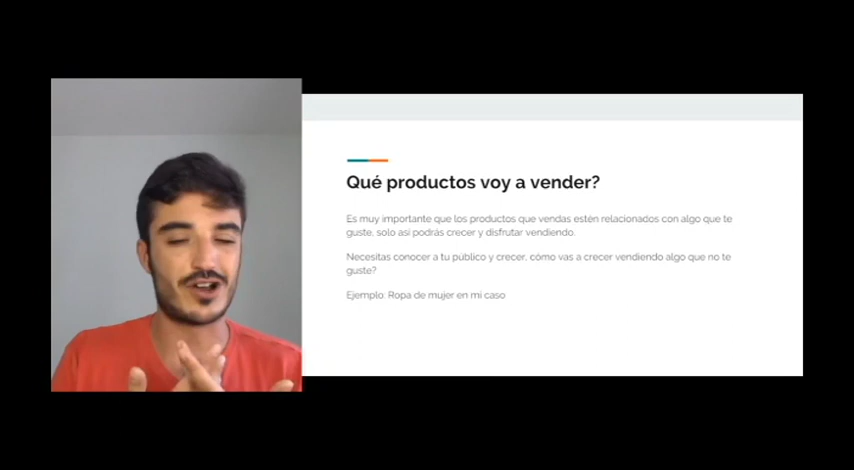 Qué productos voy a vender?
Es muy importante que los productos que vendas estén relacionados con algo que te
guste, solo así podrás crecer y disfrutar vendiendo.
Necesitas conocer a tu público y crecer, cómo vas a crecer vendiendo algo que no te
guste?
Ejemplo: Ropa de mujer en mi caso